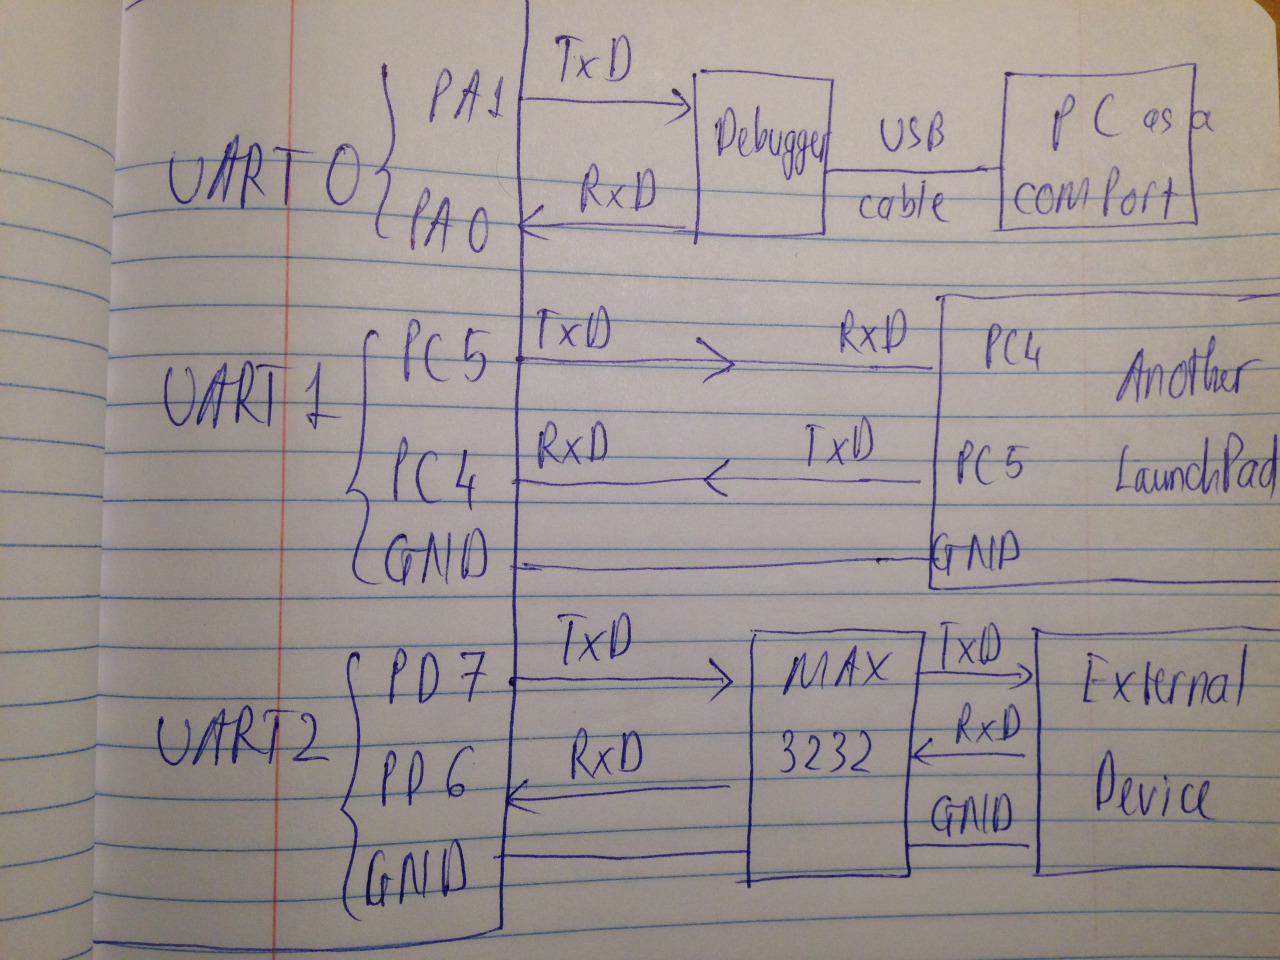 UART 0
PA1
PA0
TxD
RxD
Debugger
USB
cable
PC as a
com Port
UART 1
PC5
PC4
GND
TxD
RxD
RxD
TxD
PC4
PC5
GND
Another
LaunchPad
UART2
PD7
PD6
GND
TxD
RxD
MAX
3232
TxD
RxD
GND
External
Device